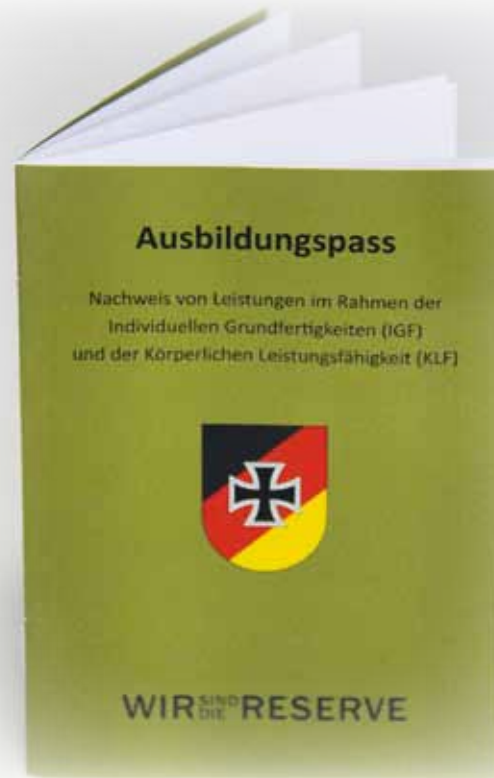 Ausbildungspass
Nachweis von Leistungen im Rahmen der
Individuellen Grundfertigkeiten (IGF)
und der Körperlichen Leistungsfähigkeit (KLF)
WIR SIND DIE RESERVE